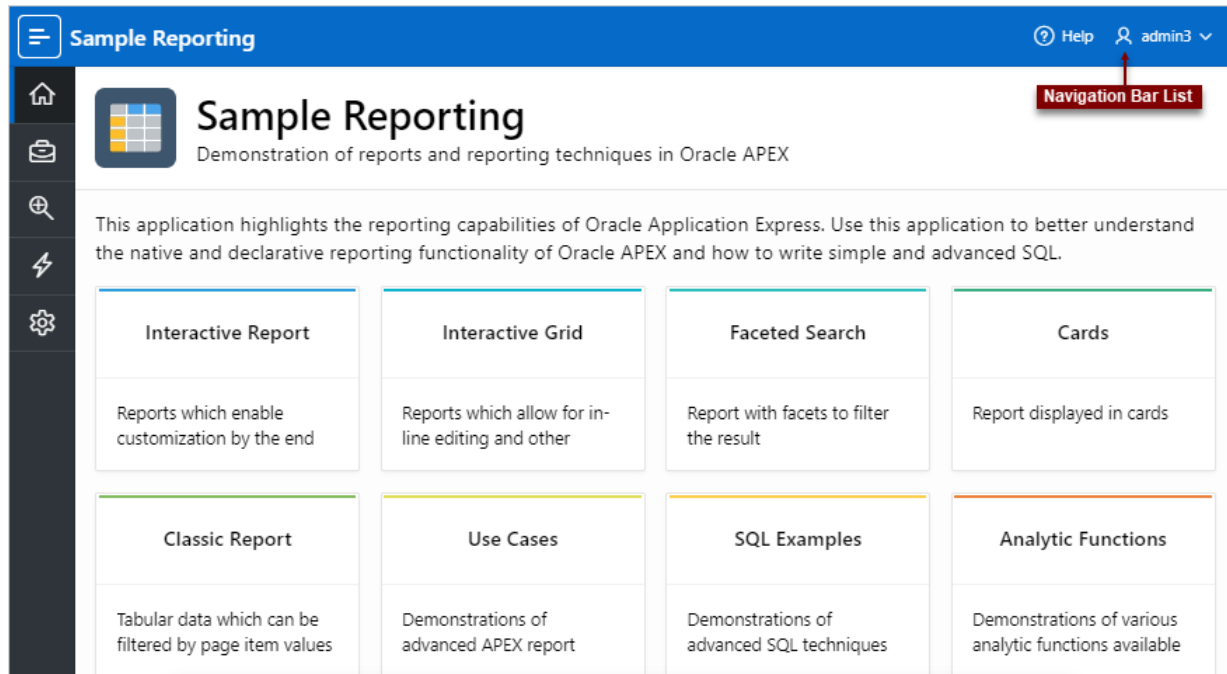 Sample Reporting
Help
admin3
Navigation Bar List
Sample Reporting
Demonstration of reports and reporting techniques in Oracle APEX
This application highlights the reporting capabilities of Oracle Application Express. Use this application to better understand
the native and declarative reporting functionality of Oracle APEX and how to write simple and advanced SQL.
Interactive Report
Reports which enable
customization by the end
Interactive Grid
Reports which allow for in-
line editing and other
Faceted Search
Report with facets to filter
the result
Cards
Report displayed in cards
Classic Report
Tabular data which can be
filtered by page item values
Use Cases
Demonstrations of
advanced APEX report
SQL Examples
Demonstrations of
advanced SQL techniques
Analytic Functions
Demonstrations of various
analytic functions available